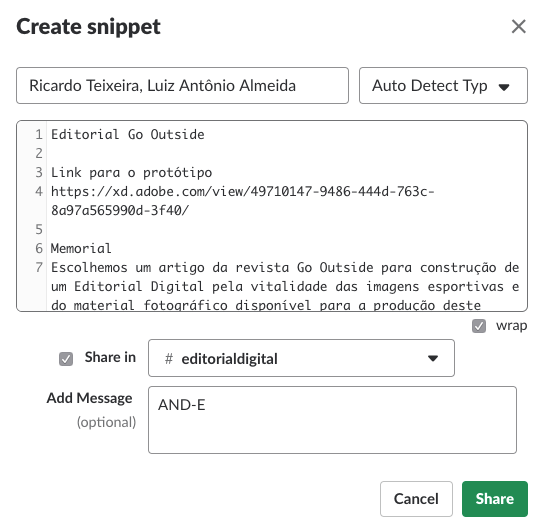 Create snippet
Ricardo Teixeira, Luiz Antônio Almeida
Auto Detect Typ
1 Editorial Go Outside
2
3 Link para o protótipo
4 https://xd.adobe.com/view/49710147-9486-444d-763c-
8a97a565990d-3f40/
5
6 Memorial
7 Escolhemos um artigo da revista Go Outside para construção de
um Editorial Digital pela vitalidade das imagens esportivas e
do material fotográfico disponível para a produção deste
wrap
Share in # editorialdigital
Add Message AND-E
(optional)
Cancel Share